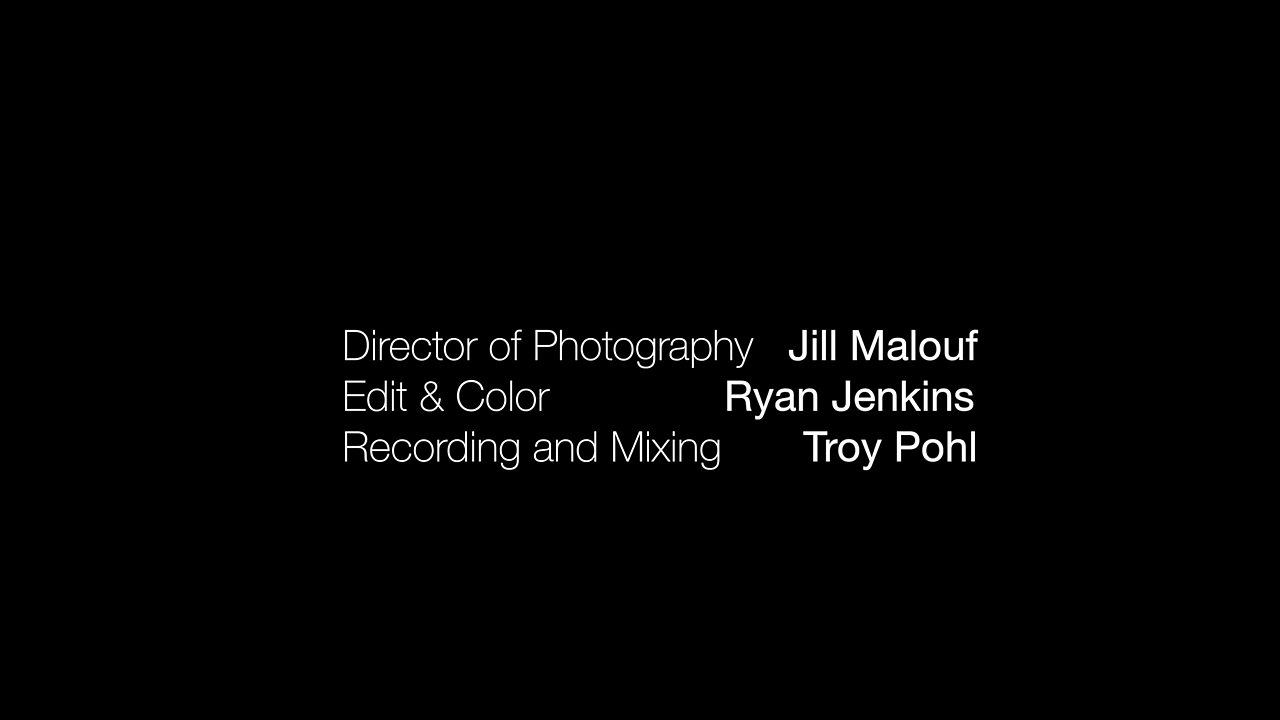 Director of Photography Jill Malouf
Edit & Color Ryan Jenkins
Recording and Mixing Troy Pohl